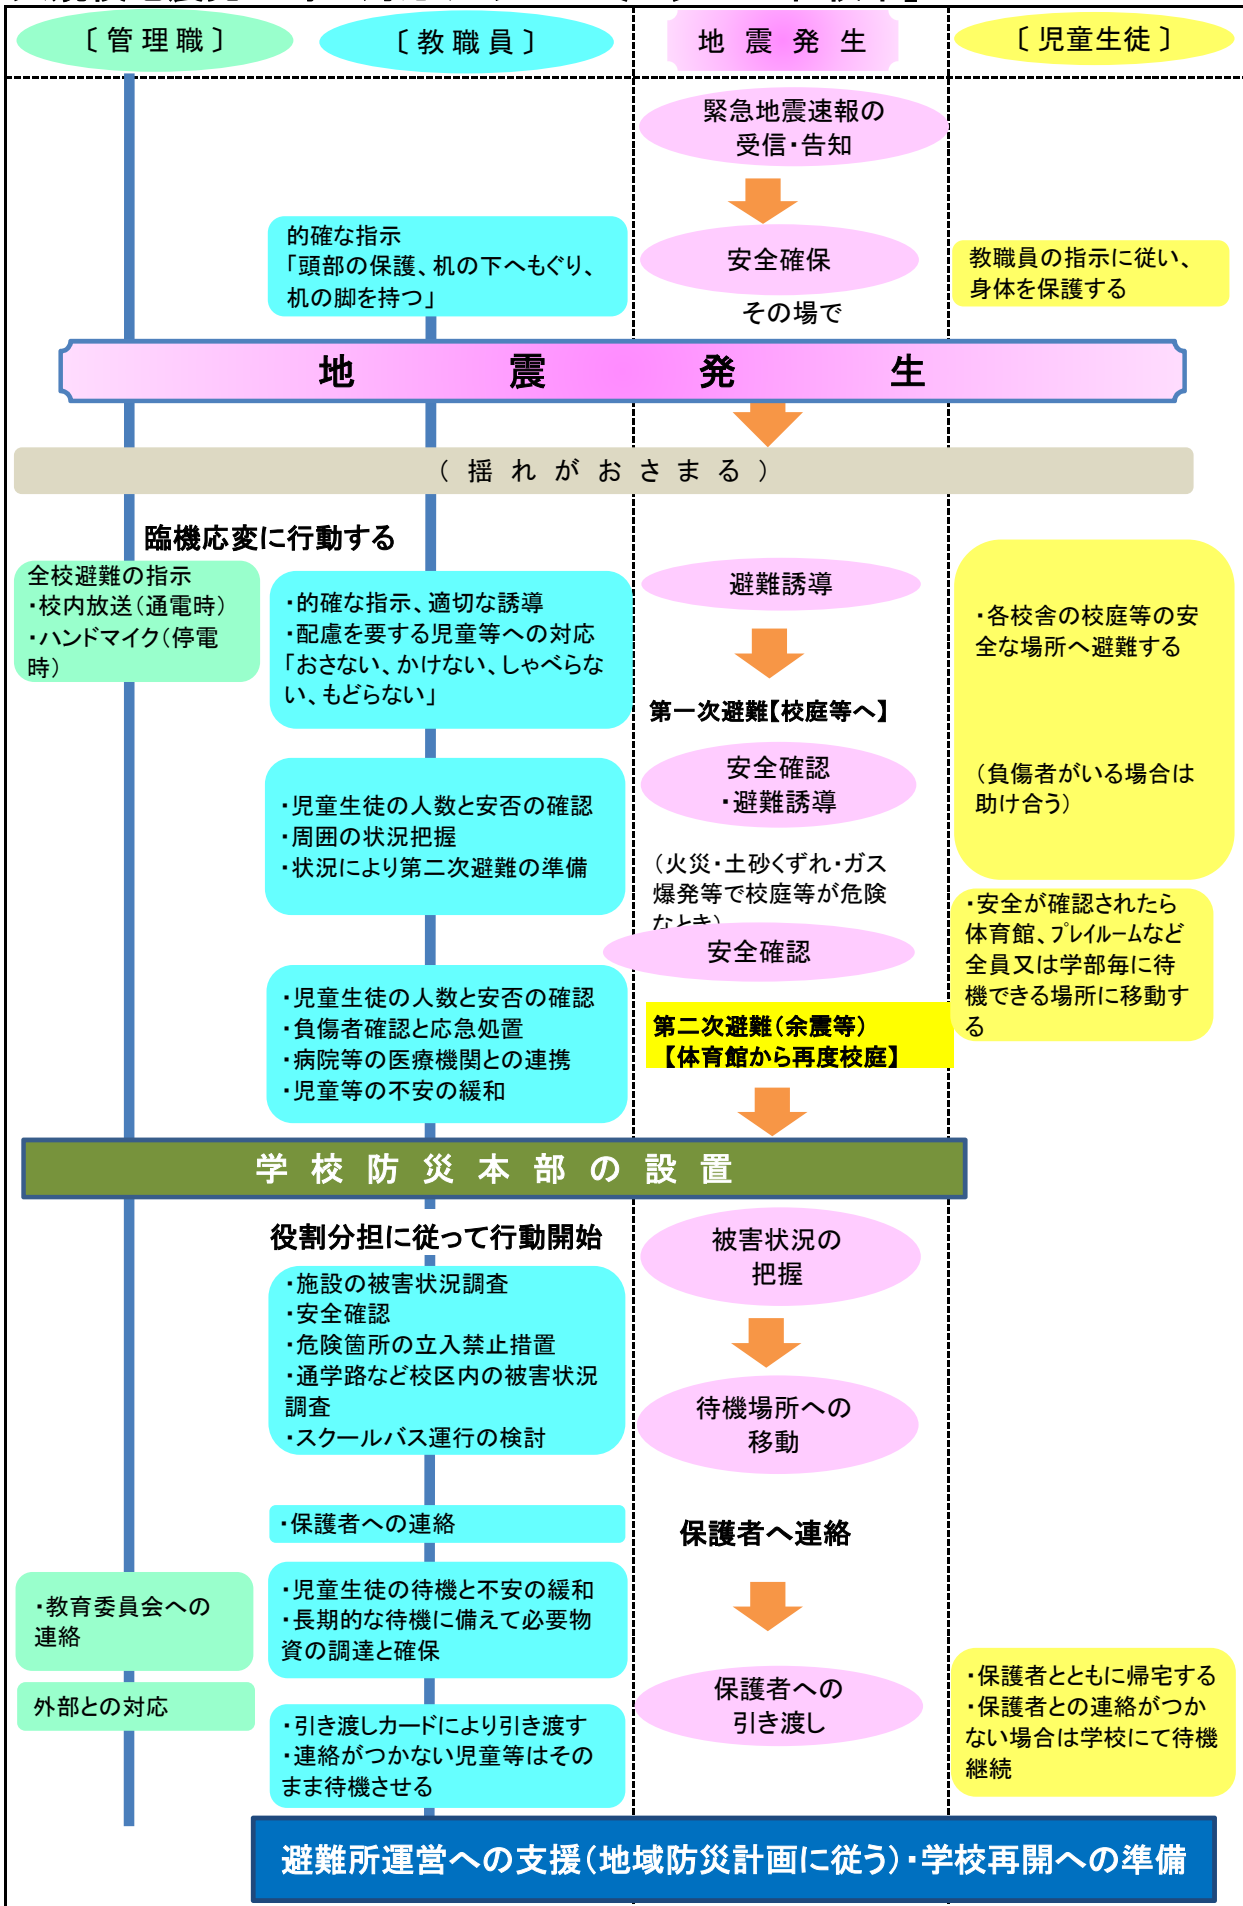 〔管理職〕
〔教職員〕
地震発生
〔児童生徒〕
緊急地震速報の
受信・告知
的確な指示
「頭部の保護、机の下へもぐり、
机の脚を持つ」
安全確保
その場で
教職員の指示に従い、
身体を保護する
地震発生
（揺れがおさまる）
臨機応変に行動する
全校避難の指示
・校内放送（通電時）
・ハンドマイク（停電
時）
・的確な指示、適切な誘導
・配慮を要する児童等への対応
「おさない、かけない、しゃべらな
い、もどらない」
避難誘導
第一次避難【校庭等へ】
・各校舎の校庭等の安
全な場所へ避難する
（負傷者がいる場合は
助け合う）
・児童生徒の人数と安否の確認
・周囲の状況把握
・状況により第二次避難の準備
安全確認
・避難誘導
（火災・土砂くずれ・ガス
爆発等で校庭等が危険
なとき）
安全確認
・安全が確認されたら
体育館、プレイルームなど
全員又は学部毎に待
機できる場所に移動す
る
・児童生徒の人数と安否の確認
・負傷者確認と応急処置
・病院等の医療機関との連携
・児童等の不安の緩和
第二次避難（余震等）
【体育館から再度校庭】
学校防災本部の設置
役割分担に従って行動開始
・施設の被害状況調査
・安全確認
・危険箇所の立入禁止措置
・通学路など校区内の被害状況
調査
・スクールバス運行の検討
被害状況の
把握
待機場所への
移動
・保護者への連絡
保護者へ連絡
・教育委員会への
連絡
・児童生徒の待機と不安の緩和
・長期的な待機に備えて必要物
資の調達と確保
外部との対応
・引き渡しカードにより引き渡す
・連絡がつかない児童等はその
まま待機させる
保護者への
引き渡し
・保護者とともに帰宅する
・保護者との連絡がつか
ない場合は学校にて待機
継続
避難所運営への支援（地域防災計画に従う）・学校再開への準備